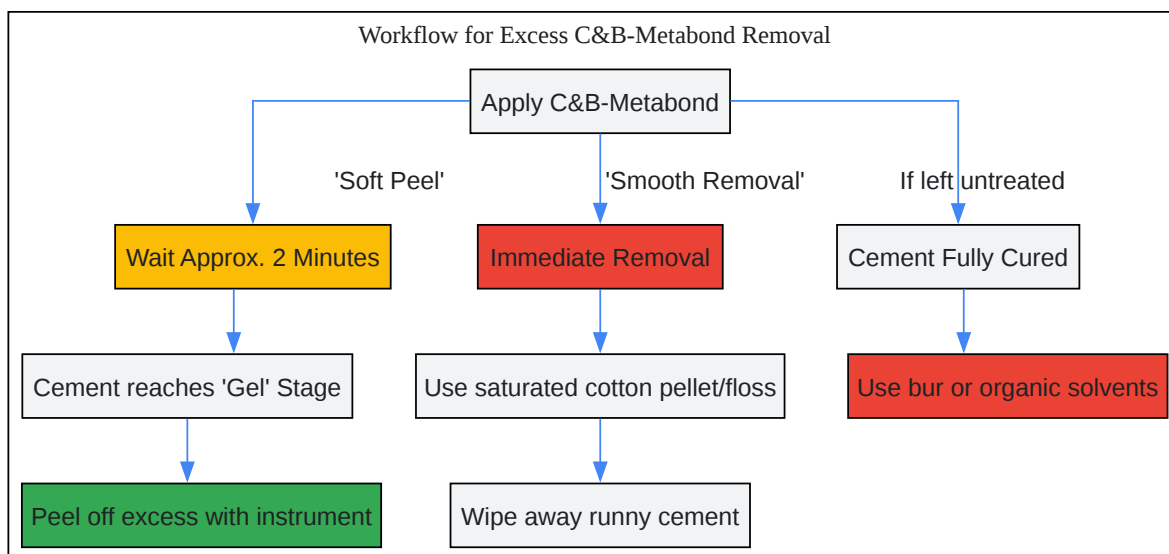 Workflow for Excess C&B-Metabond Removal
Apply C&B-Metabond
'Soft Peel'
'Smooth Removal'
If left untreated
Wait Approx. 2 Minutes
Immediate Removal
Cement Fully Cured
Cement reaches 'Gel' Stage
Use saturated cotton pellet/floss
Use bur or organic solvents
Peel off excess with instrument
Wipe away runny cement